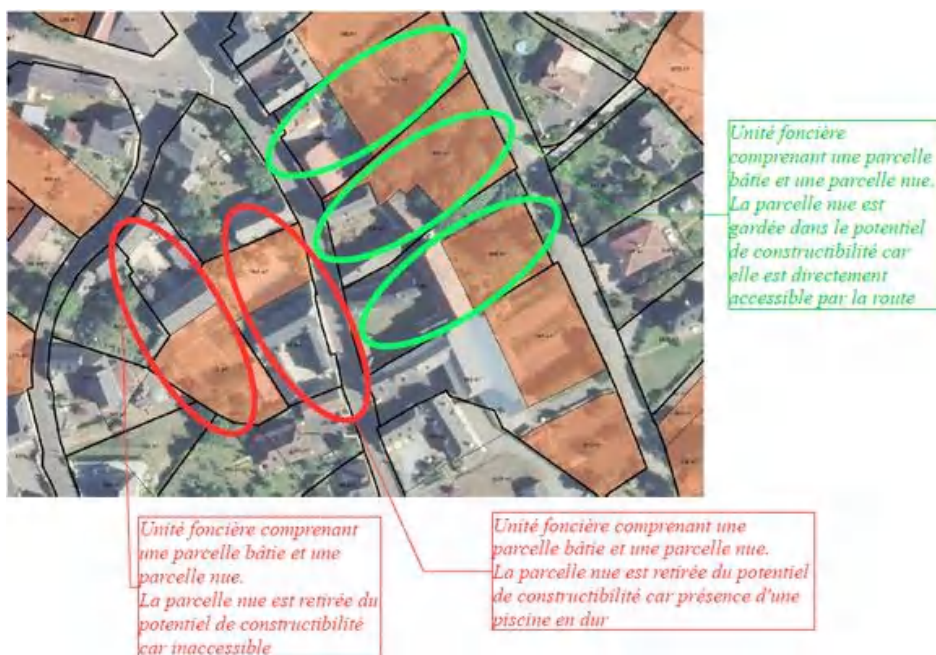 Unité foncière
comprenant une parcelle
bâtie et une parcelle nue.
La parcelle nue est
gardée dans le potentiel
de constructibilité car
elle est directement
accessible par la route
Unité foncière comprenant
une parcelle bâtie et une
parcelle nue.
La parcelle nue est retirée du
potentiel de constructibilité
car inaccessible
Unité foncière comprenant une
parcelle bâtie et une parcelle nue.
La parcelle nue est retirée du potentiel
de constructibilité car présence d'une
piscine en dur